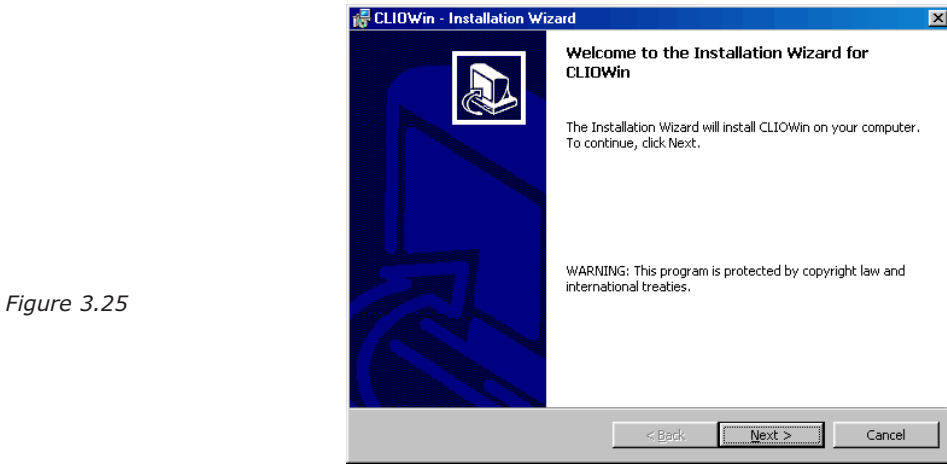 CLIOWin - Installation Wizard
Welcome to the Installation Wizard for
CLIOWin
The Installation Wizard will install CLIOWin on your computer.
To continue, click Next.
WARNING: This program is protected by copyright law and
international treaties.
Figure 3.25
< Back
Next >
Cancel